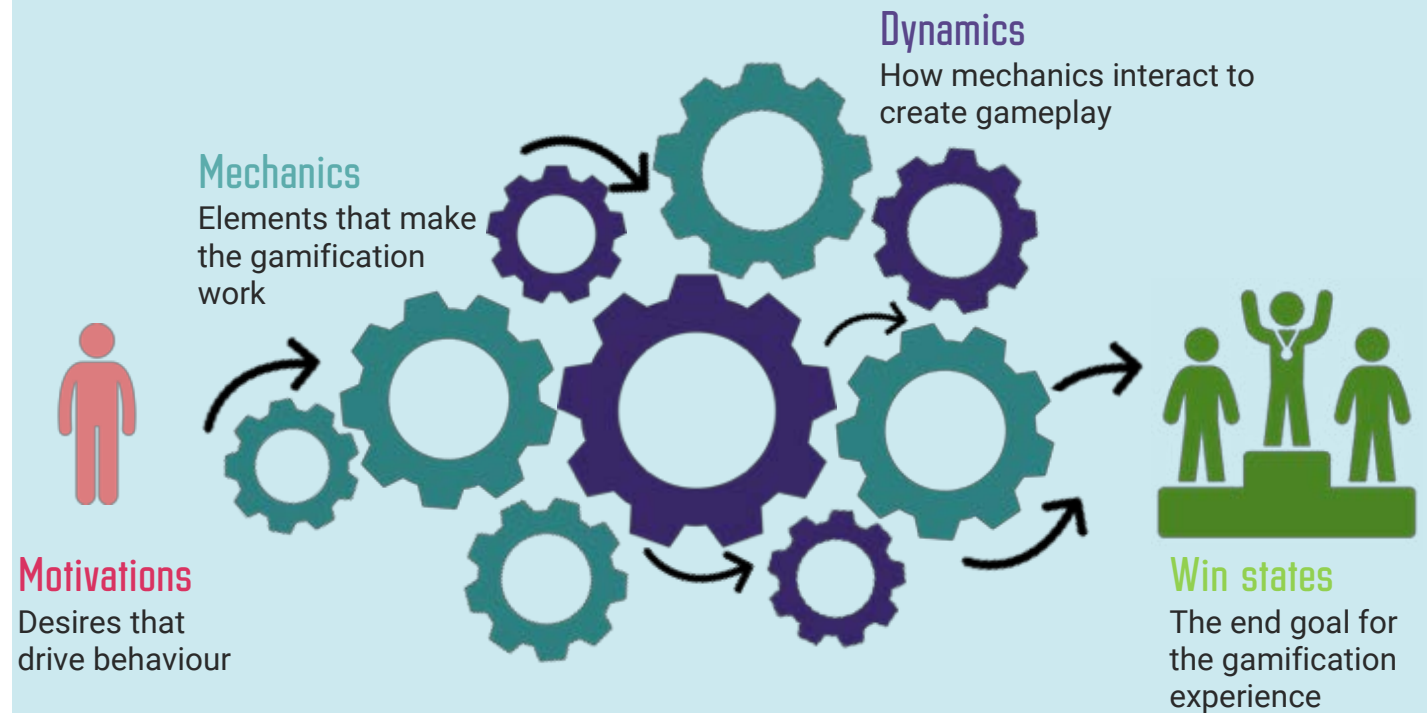 Dynamics
How mechanics interact to
create gameplay
Mechanics
Elements that make
the gamification
work
Motivations
Desires that
drive behaviour
Win states
The end goal for
the gamification
experience